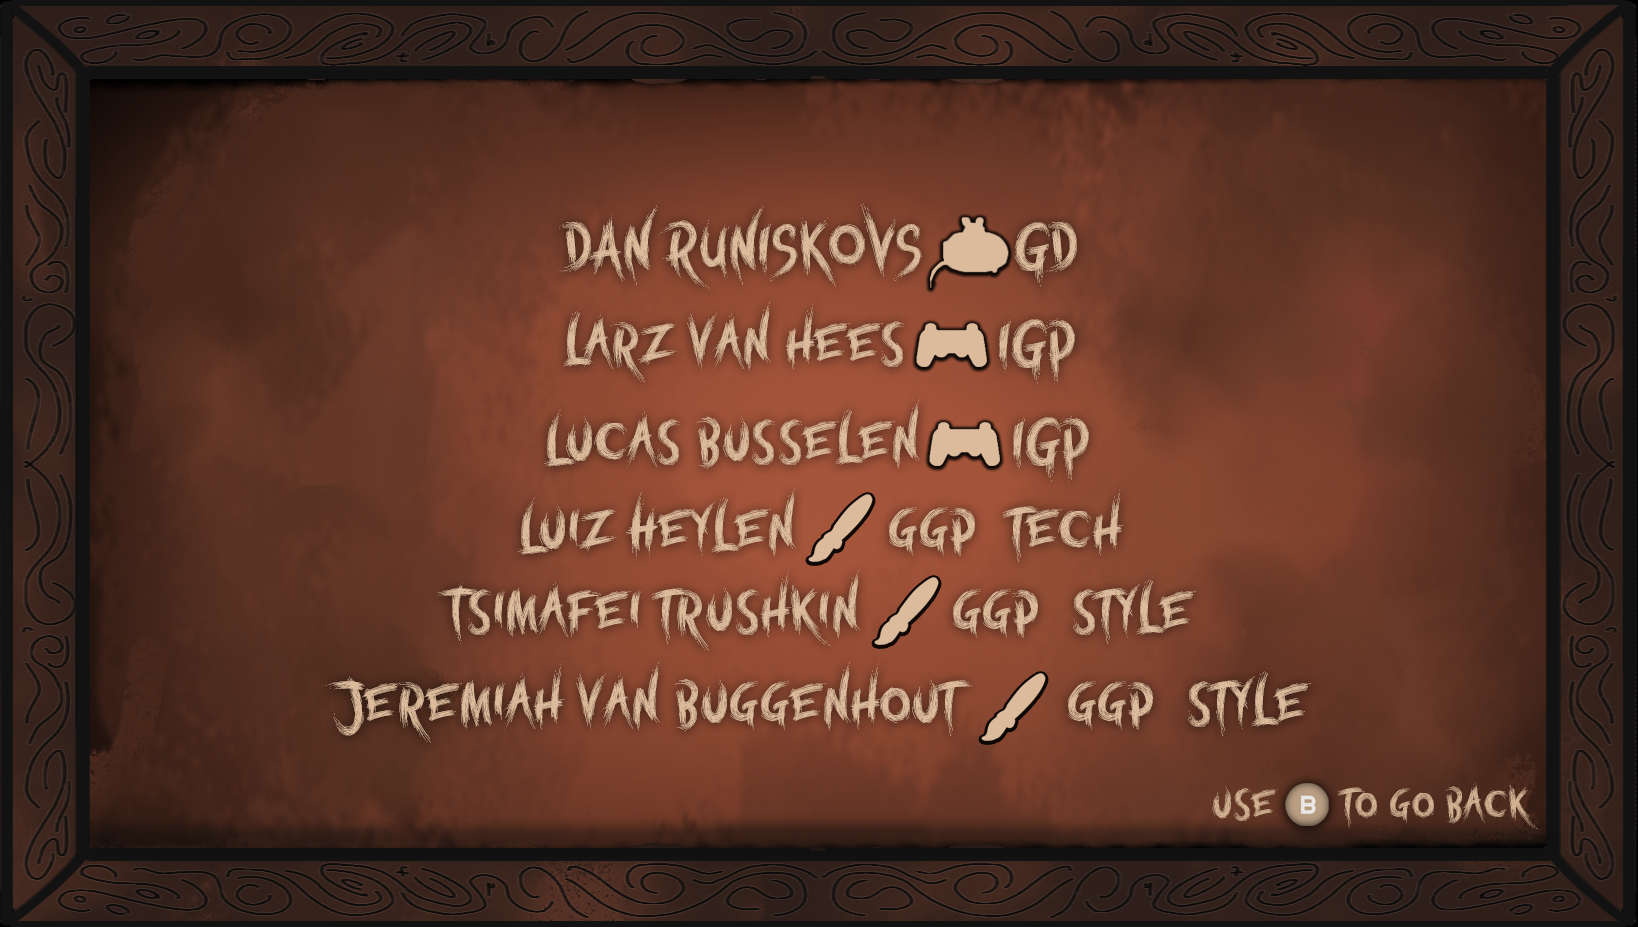 DAN RUNISKOVS GD
LARZ VAN HEES IGP
LUCAS BUSSELEN IGP
LUIZ HEYLEN GGP TECH
TSIMAFEI TRUSHKIN GGP STYLE
JEREMIAH VAN BUGGENHOUT GGP STYLE
USE B TO GO BACK